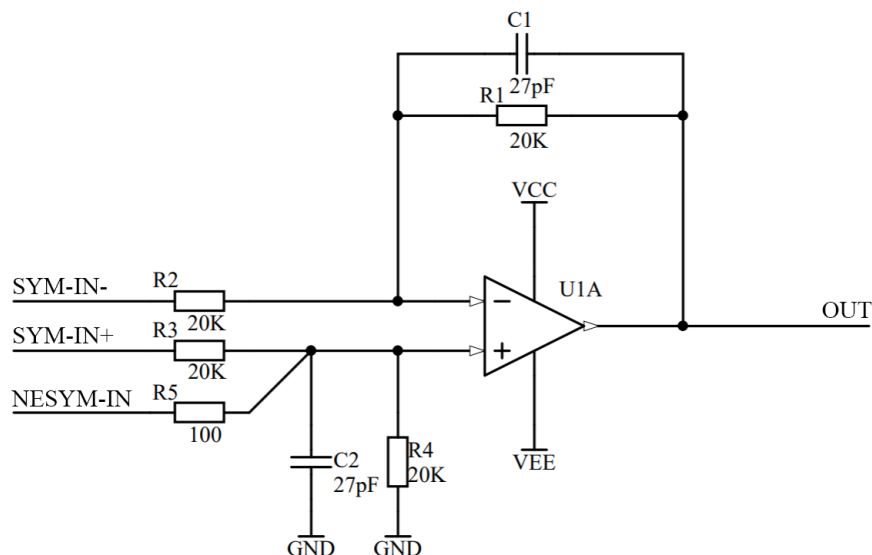 C1
27pF
R1
20K
VCC
SYM-IN-
R2
20K
U1A
OUT
SYM-IN+
R3
20K
NESYM-IN
R5
100
C2
27pF
R4
20K
VEE
GND
GND